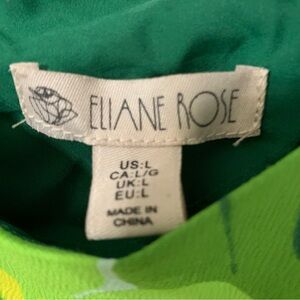 ELIANE ROSE
US:L
CA:L/G
UK:L
EU:L
MADE IN
CHINA